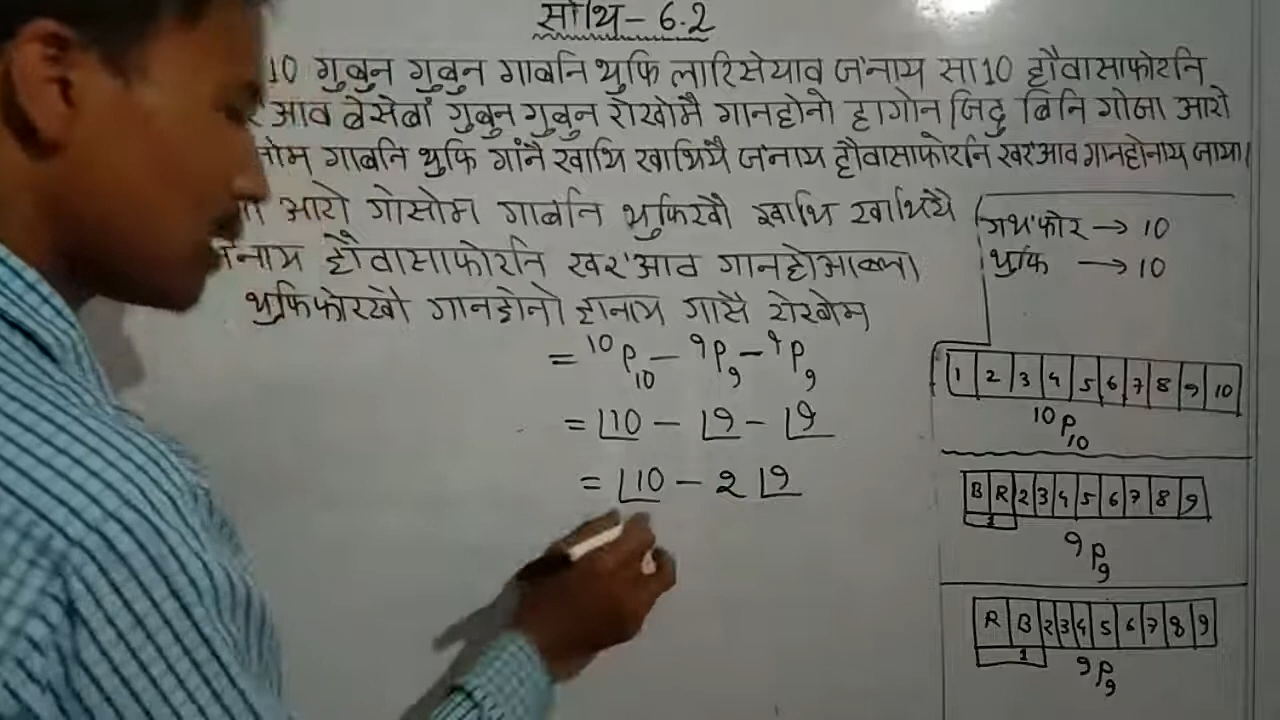 सोंथि - 6.2
10 गुबुन गुबुन गाबनि थुफि लारिसेयाव ज'नाय सा 10 हौवासाफोरनि
आव बेसेबां गुबुन गुबुन रोखोमै गानहोनो हागोन जिदु बिनि गोजा आरो
गाबनि थुफि गांनै खाथि खाथियै ज'नाय हौवासाफोरनि खर'आव गानहोनाय जाया।
आरो गोसोम गाबनि थुफिखौ खाथि खाथियै
हौवासाफोरनि खर'आव गानहोआब्ला
थुफिफोरखौ गानहोनो हानाय गासै रोखोम
= ¹⁰P₁₀ - ⁹P₉ - ⁹P₉
= ⌊10 - ⌊9 - ⌊9
= ⌊10 - 2⌊9
गथ'फोर → 10
थुफि → 10
1 2 3 4 5 6 7 8 9 10
¹⁰P₁₀
B R 2 3 4 5 6 7 8 9
1
⁹P₉
R B 2 3 4 5 6 7 8 9
1
⁹P₉